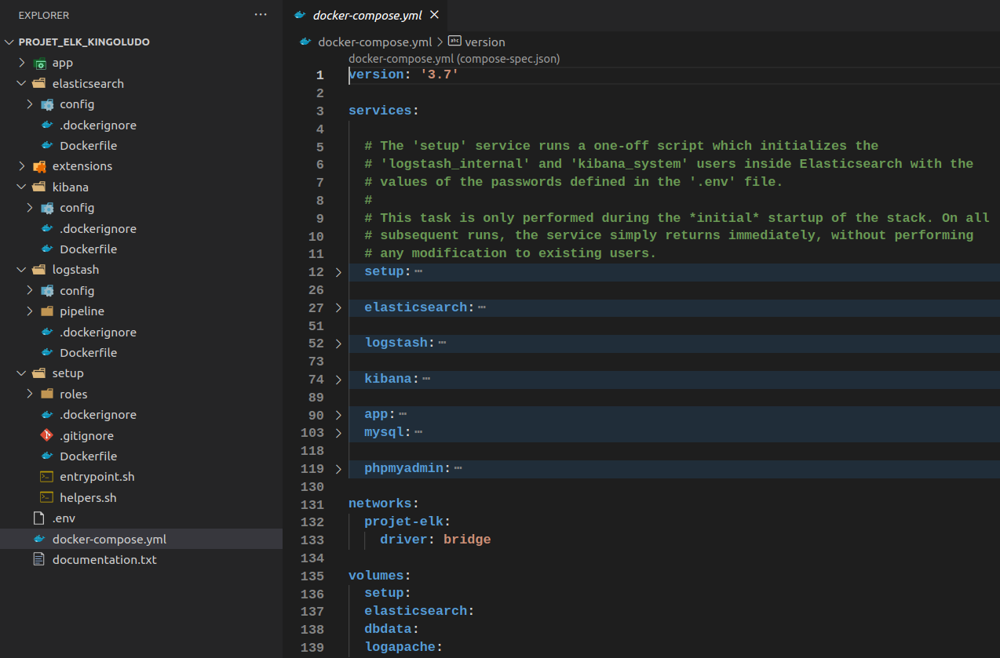 EXPLORER
PROJET_ELK_KINGOLUDO
app
elasticsearch
config
.dockerignore
Dockerfile
extensions
kibana
config
.dockerignore
Dockerfile
logstash
config
pipeline
.dockerignore
Dockerfile
setup
roles
.dockerignore
.gitignore
Dockerfile
entrypoint.sh
helpers.sh
.env
docker-compose.yml
documentation.txt
docker-compose.yml
docker-compose.yml > abc version
docker-compose.yml (compose-spec.json)
1 version: '3.7'
2
3 services:
4
5 # The 'setup' service runs a one-off script which initializes the
6 # 'logstash_internal' and 'kibana_system' users inside Elasticsearch with the
7 # values of the passwords defined in the '.env' file.
8 #
9 # This task is only performed during the *initial* startup of the stack. On all
10 # subsequent runs, the service simply returns immediately, without performing
11 # any modification to existing users.
12 setup:
26
27 elasticsearch:
51
52 logstash:
73
74 kibana:
89
90 app:
103 mysql:
118
119 phpmyadmin:
130
131 networks:
132 projet-elk:
133 driver: bridge
134
135 volumes:
136 setup:
137 elasticsearch:
138 dbdata:
139 logapache: